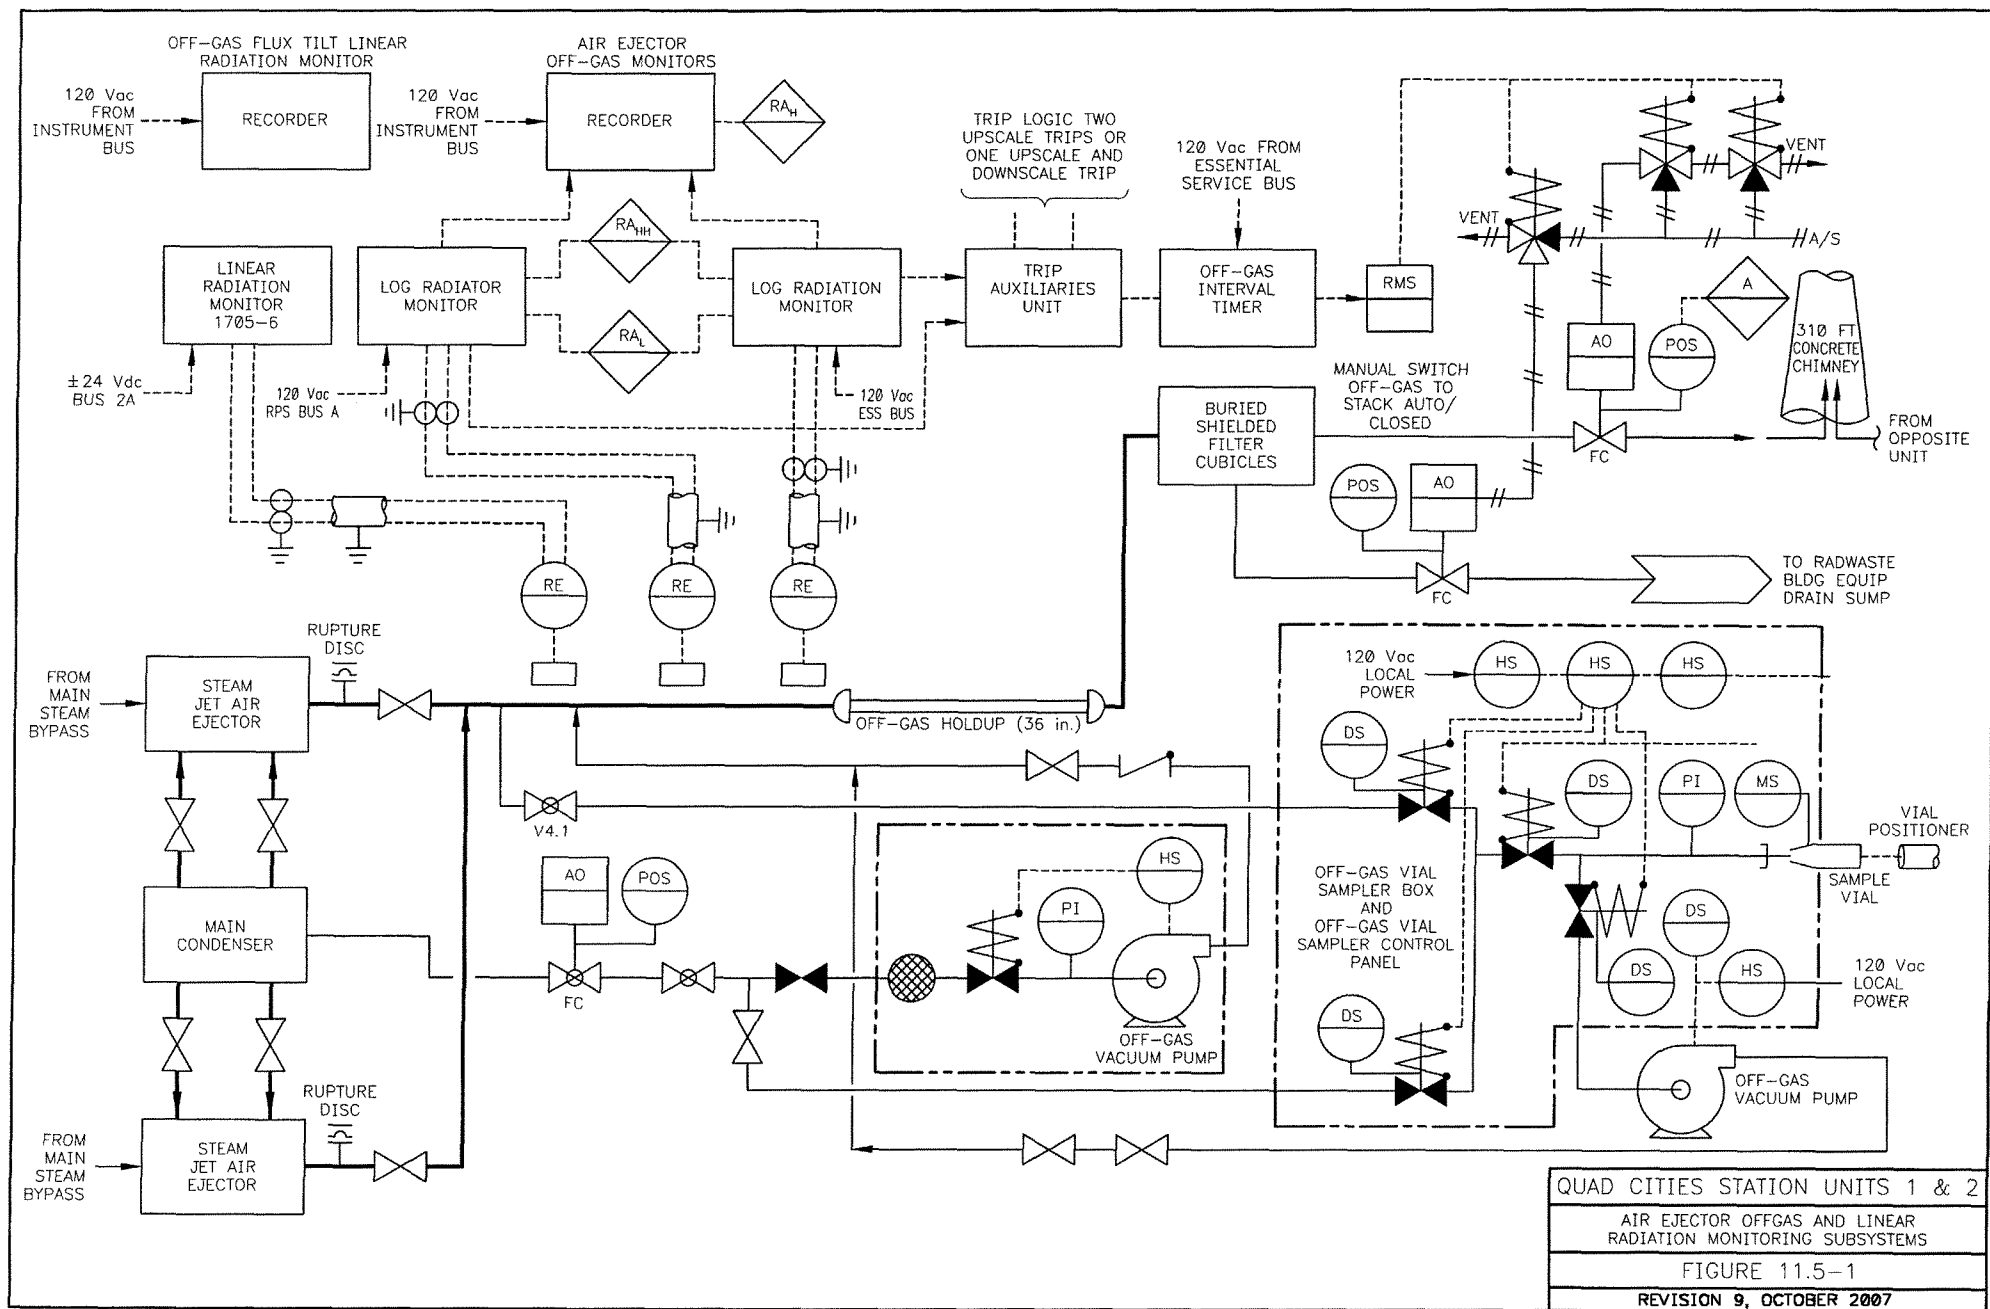 OFF-GAS FLUX TILT LINEAR
RADIATION MONITOR
AIR EJECTOR
OFF-GAS MONITORS
120 Vac
FROM
INSTRUMENT
BUS
RECORDER
120 Vac
FROM
INSTRUMENT
BUS
RECORDER
RAH
TRIP LOGIC TWO
UPSCALE TRIPS OR
ONE UPSCALE AND
DOWNSCALE TRIP
120 Vac FROM
ESSENTIAL
SERVICE BUS
VENT
VENT
A/S
LINEAR
RADIATION
MONITOR
1705-6
LOG RADIATOR
MONITOR
RAHH
RAL
LOG RADIATION
MONITOR
TRIP
AUXILIARIES
UNIT
OFF-GAS
INTERVAL
TIMER
RMS
A
AO
POS
310 FT
CONCRETE
CHIMNEY
±24 Vdc
BUS 2A
120 Vac
RPS BUS A
120 Vac
ESS BUS
MANUAL SWITCH
OFF-GAS TO
STACK AUTO/
CLOSED
BURIED
SHIELDED
FILTER
CUBICLES
FC
FROM
OPPOSITE
UNIT
POS
AO
FC
TO RADWASTE
BLDG EQUIP
DRAIN SUMP
RE
RE
RE
RUPTURE
DISC
FROM
MAIN
STEAM
BYPASS
STEAM
JET AIR
EJECTOR
OFF-GAS HOLDUP (36 in.)
120 Vac
LOCAL
POWER
HS
HS
HS
DS
V4.1
DS
PI
MS
VIAL
POSITIONER
SAMPLE
VIAL
MAIN
CONDENSER
AO
POS
FC
HS
PI
OFF-GAS
VACUUM PUMP
OFF-GAS VIAL
SAMPLER BOX
AND
OFF-GAS VIAL
SAMPLER CONTROL
PANEL
DS
DS
HS
120 Vac
LOCAL
POWER
DS
OFF-GAS
VACUUM PUMP
RUPTURE
DISC
FROM
MAIN
STEAM
BYPASS
STEAM
JET AIR
EJECTOR
QUAD CITIES STATION UNITS 1 & 2
AIR EJECTOR OFFGAS AND LINEAR
RADIATION MONITORING SUBSYSTEMS
FIGURE 11.5-1
REVISION 9, OCTOBER 2007